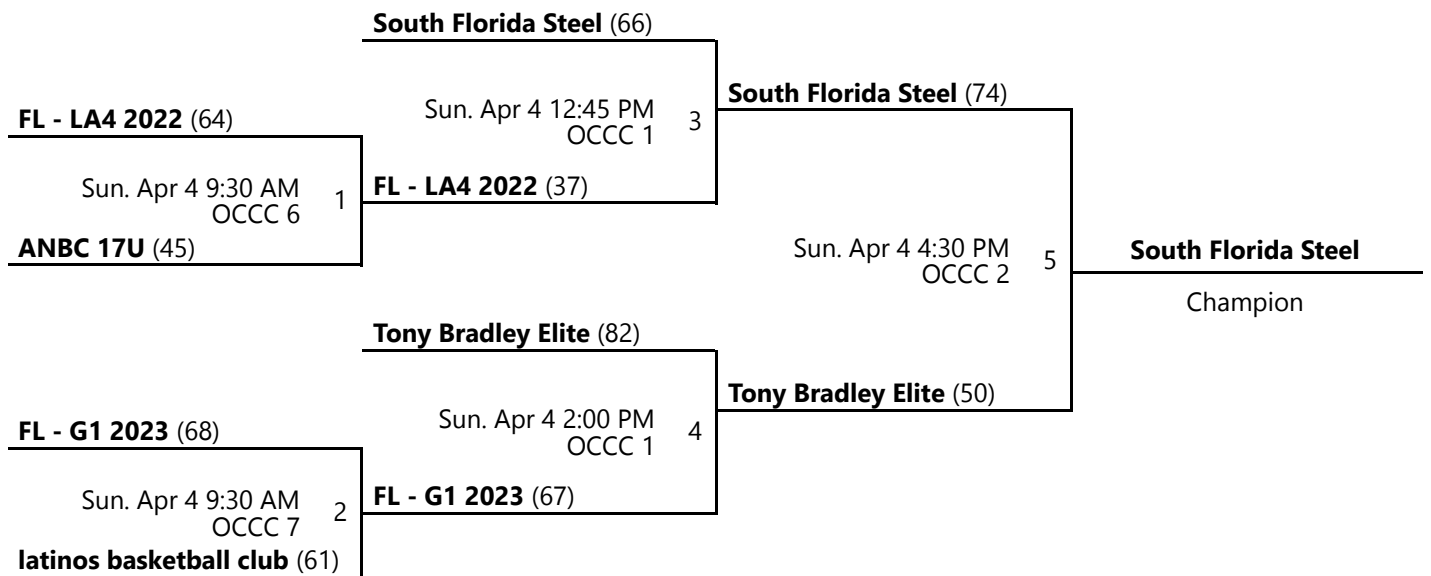 South Florida Steel (66)
FL - LA4 2022 (64)
Sun. Apr 4 12:45 PM
OCCC 1
3
South Florida Steel (74)
Sun. Apr 4 9:30 AM
OCCC 6
1
FL - LA4 2022 (37)
ANBC 17U (45)
Sun. Apr 4 4:30 PM
OCCC 2
5
South Florida Steel
Champion
Tony Bradley Elite (82)
FL - G1 2023 (68)
Sun. Apr 4 2:00 PM
OCCC 1
4
Tony Bradley Elite (50)
Sun. Apr 4 9:30 AM
OCCC 7
2
FL - G1 2023 (67)
latinos basketball club (61)